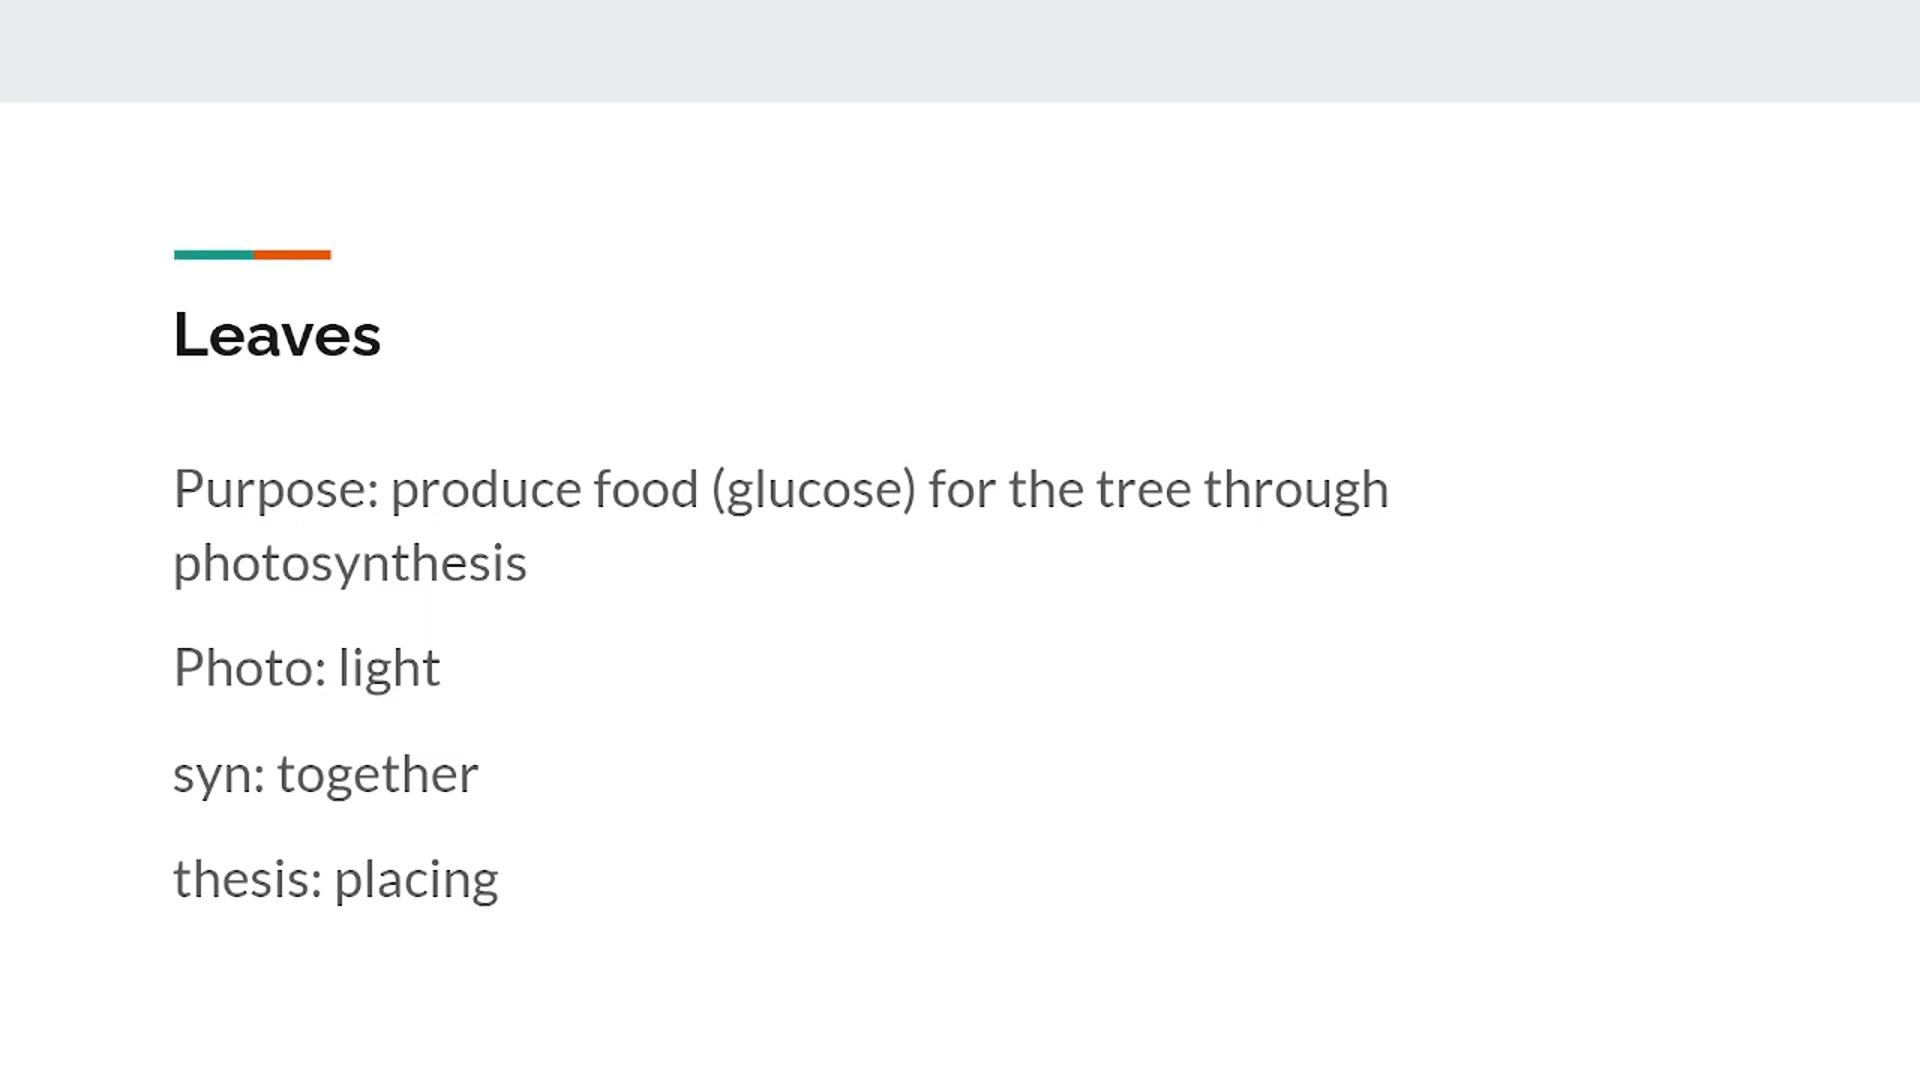 Leaves
Purpose: produce food (glucose) for the tree through
photosynthesis
Photo: light
syn: together
thesis: placing